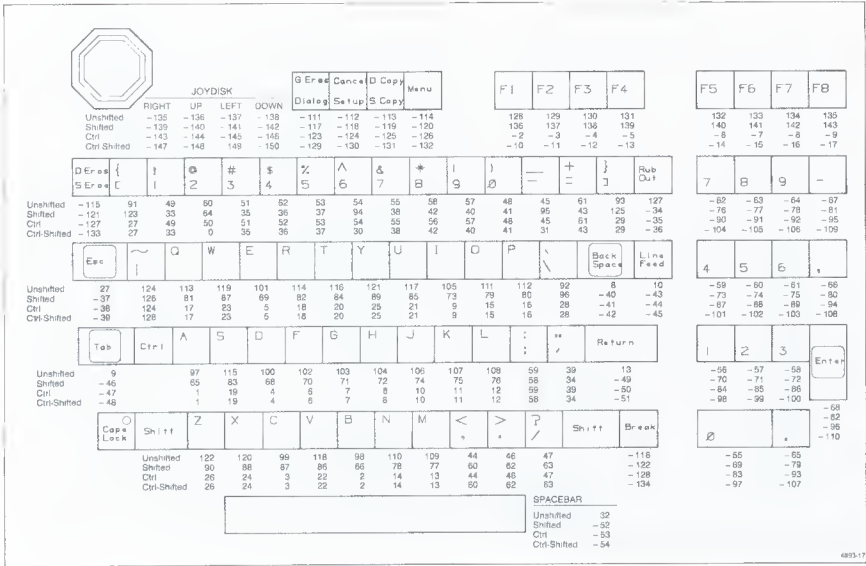 G Eras Cancel D Copy Menu
Dialog Setup S Copy
F1 F2 F3 F4 F5 F6 F7 F8
JOYDISK
RIGHT UP LEFT DOWN
Unshifted -135 -136 -137 -138 -111 -112 -113 -114 128 129 130 131 132 133 134 135
Shifted -139 -140 -141 -142 -117 -118 -119 -120 136 137 138 139 140 141 142 143
Ctrl -143 -144 -145 -146 -123 -124 -125 -126 -2 -3 -4 -5 -6 -7 -8 -9
Ctrl Shifted -147 -148 149 -150 -129 -130 -131 -132 -10 -11 -12 -13 -14 -15 -16 -17
D Eras { ! @ # $ % ^ & * ( ) — + } Rub Out
S Eras [ 1 2 3 4 5 6 7 8 9 Ø - = ] 7 8 9 -
Unshifted -115 91 49 50 51 52 53 54 55 56 57 48 45 61 93 127 -62 -63 -64 -67
Shifted -121 123 33 64 35 36 37 94 38 42 40 41 95 43 125 -34 -76 -77 -78 -81
Ctrl -127 27 49 50 51 52 53 54 55 56 57 48 45 61 29 -35 -90 -91 -92 -95
Ctrl-Shifted -133 27 33 0 35 36 37 30 38 42 40 41 31 43 29 -36 -104 -105 -106 -109
Esc ~ Q W E R T Y U I O P \ Back Space Line Feed
| ` 4 5 6 ,
Unshifted 27 124 113 119 101 114 116 121 117 105 111 112 92 8 10 -59 -60 -61 -66
Shifted -37 126 81 87 69 82 84 89 85 73 79 80 96 -40 -43 -73 -74 -75 -80
Ctrl -38 124 17 23 5 18 20 25 21 9 15 16 28 -41 -44 -87 -88 -89 -94
Ctrl-Shifted -39 126 17 23 5 18 20 25 21 9 15 16 28 -42 -45 -101 -102 -103 -108
Tab Ctrl A S D F G H J K L : " Return
; ' 1 2 3 Enter
Unshifted 9 97 115 100 102 103 104 106 107 108 59 39 13 -56 -57 -58
Shifted -46 65 83 68 70 71 72 74 75 76 58 34 -49 -70 -71 -72
Ctrl -47 1 19 4 6 7 8 10 11 12 59 39 -50 -84 -85 -86
Ctrl-Shifted -48 1 19 4 6 7 8 10 11 12 58 34 -51 -98 -99 -100
-68
-82
-96
-110
Caps Lock Shift Z X C V B N M < > ? Shift Break
, . / Ø .
Unshifted 122 120 99 118 98 110 109 44 46 47 -116 -55 -65
Shifted 90 88 67 86 66 78 77 60 62 63 -122 -69 -79
Ctrl 26 24 3 22 2 14 13 44 46 47 -128 -83 -93
Ctrl-Shifted 26 24 3 22 2 14 13 60 62 63 -134 -97 -107
SPACEBAR
Unshifted 32
Shifted -52
Ctrl -53
Ctrl-Shifted -54
4893-17